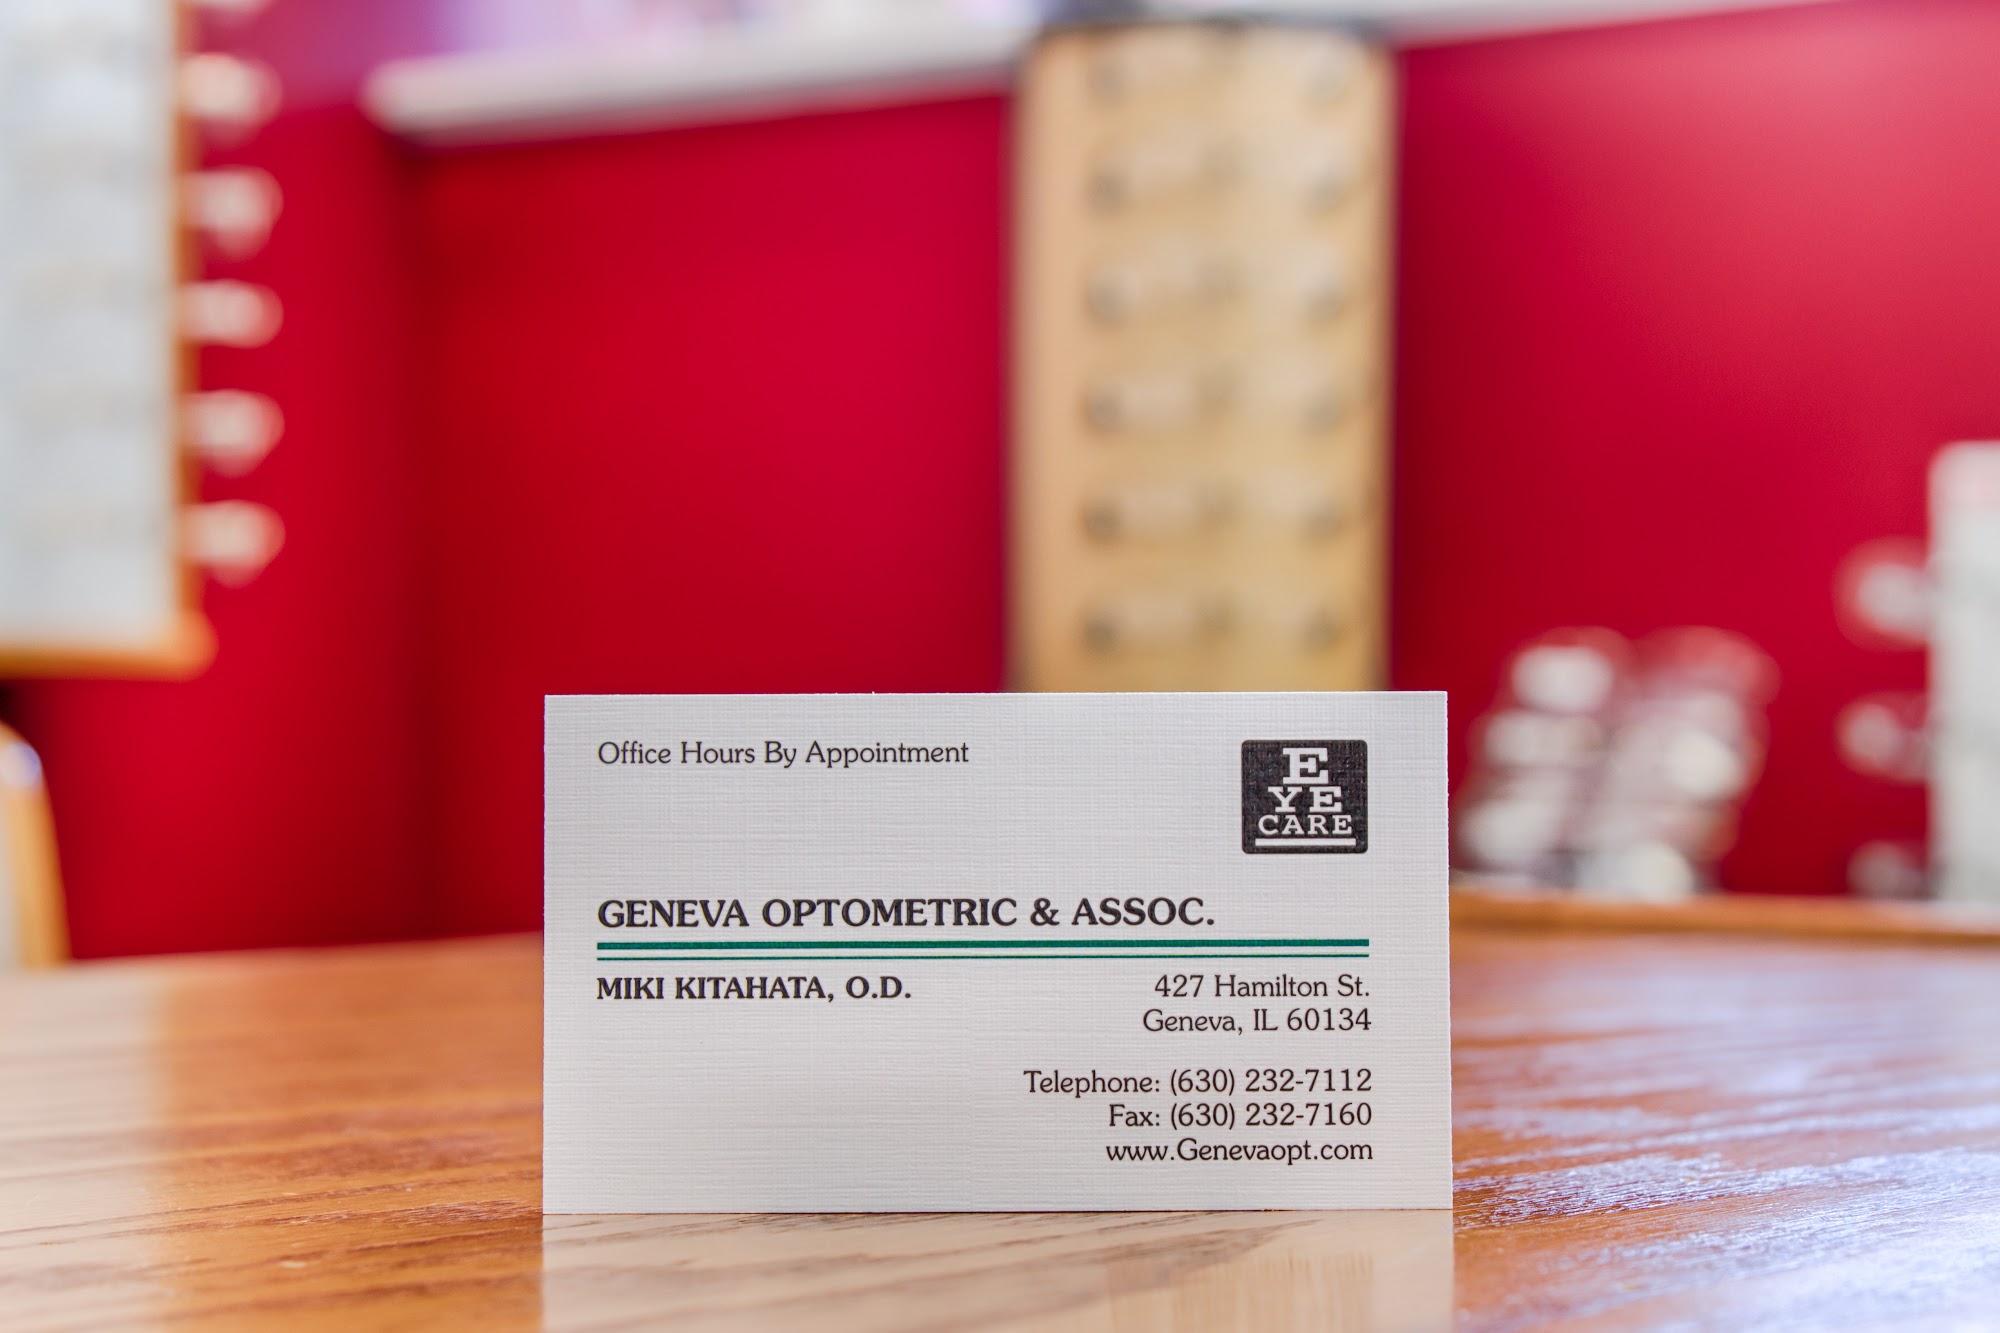 Office Hours By Appointment
E
YE
CARE
GENEVA OPTOMETRIC & ASSOC.
MIKI KITAHATA, O.D.
427 Hamilton St.
Geneva, IL 60134
Telephone: (630) 232-7112
Fax: (630) 232-7160
www.Genevaopt.com